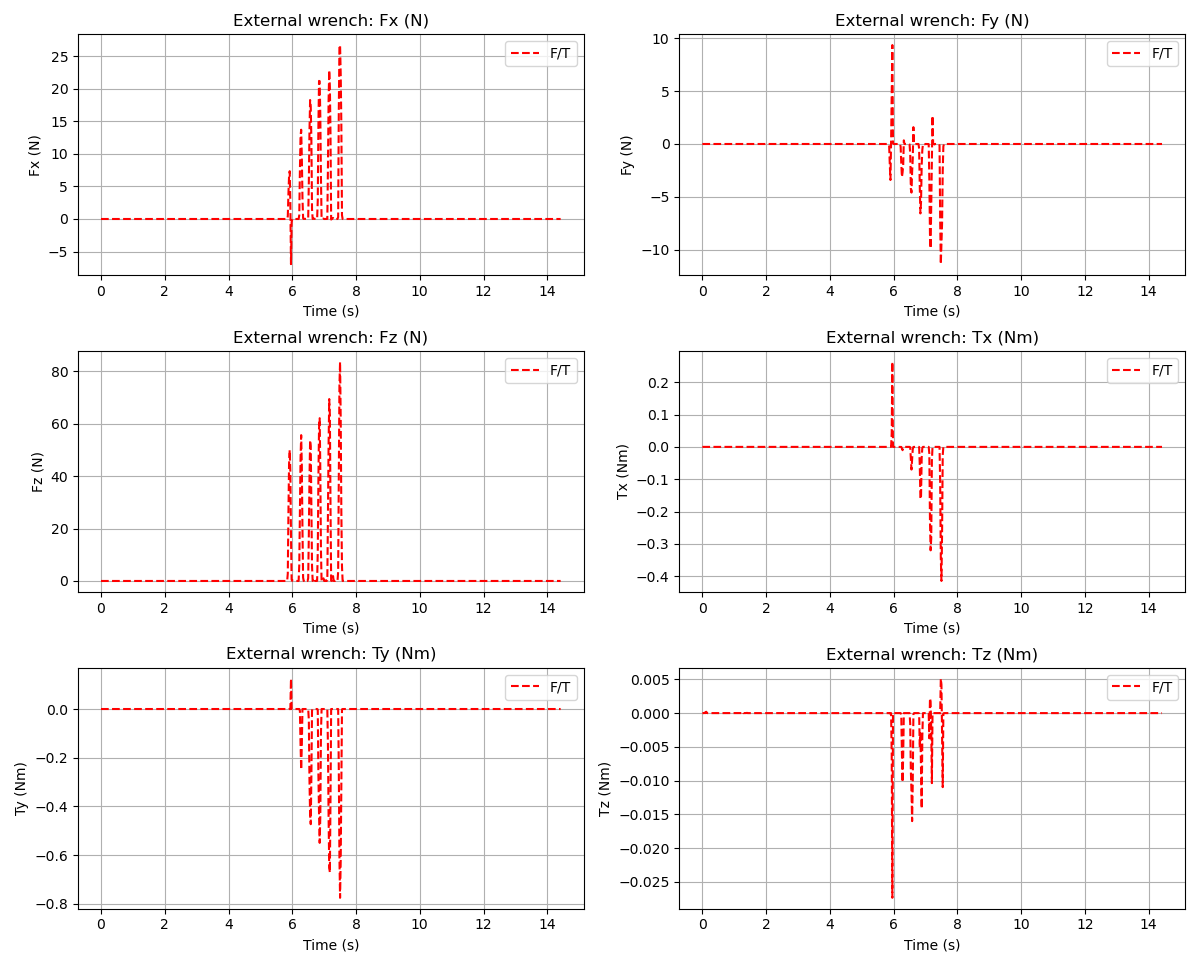 External wrench: Fx (N)
F/T
25
20
15
10
5
0
−5
Fx (N)
0 2 4 6 8 10 12 14
Time (s)
External wrench: Fy (N)
F/T
10
5
0
−5
−10
Fy (N)
0 2 4 6 8 10 12 14
Time (s)
External wrench: Fz (N)
F/T
80
60
40
20
0
Fz (N)
0 2 4 6 8 10 12 14
Time (s)
External wrench: Tx (Nm)
F/T
0.2
0.1
0.0
−0.1
−0.2
−0.3
−0.4
Tx (Nm)
0 2 4 6 8 10 12 14
Time (s)
External wrench: Ty (Nm)
F/T
0.0
−0.2
−0.4
−0.6
−0.8
Ty (Nm)
0 2 4 6 8 10 12 14
Time (s)
External wrench: Tz (Nm)
F/T
0.005
0.000
−0.005
−0.010
−0.015
−0.020
−0.025
Tz (Nm)
0 2 4 6 8 10 12 14
Time (s)